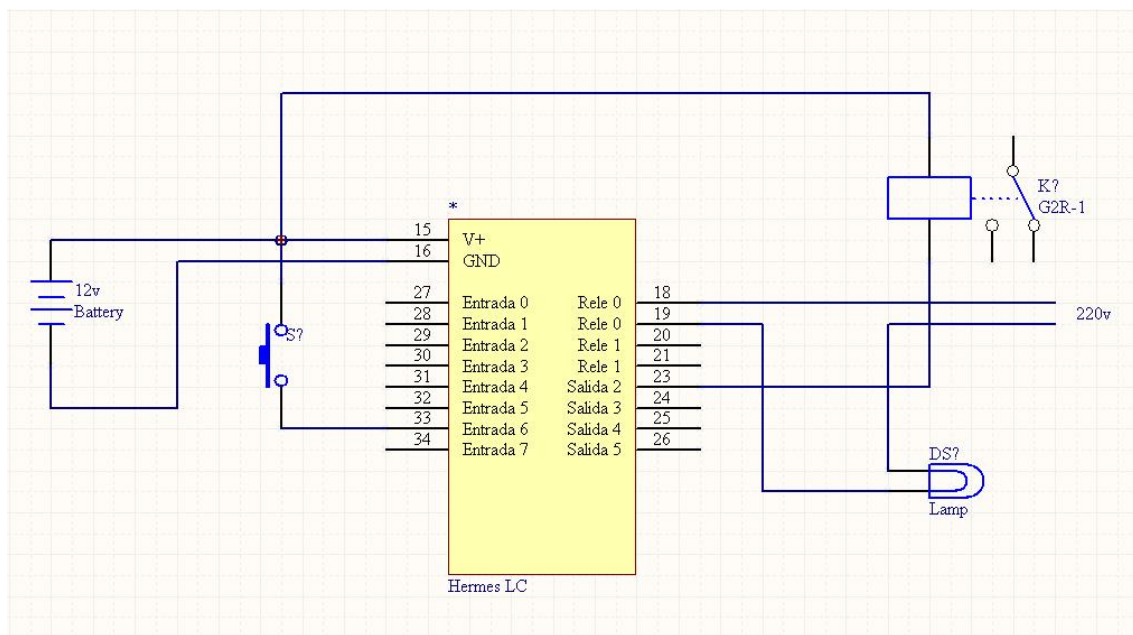 *
K?
G2R-1
15
V+
16
GND
12v
Battery
S?
27
Entrada 0
Rele 0
18
28
Entrada 1
Rele 0
19
29
Entrada 2
Rele 1
20
30
Entrada 3
Rele 1
21
31
Entrada 4
Salida 2
23
32
Entrada 5
Salida 3
24
33
Entrada 6
Salida 4
25
34
Entrada 7
Salida 5
26
220v
DS?
Lamp
Hermes LC